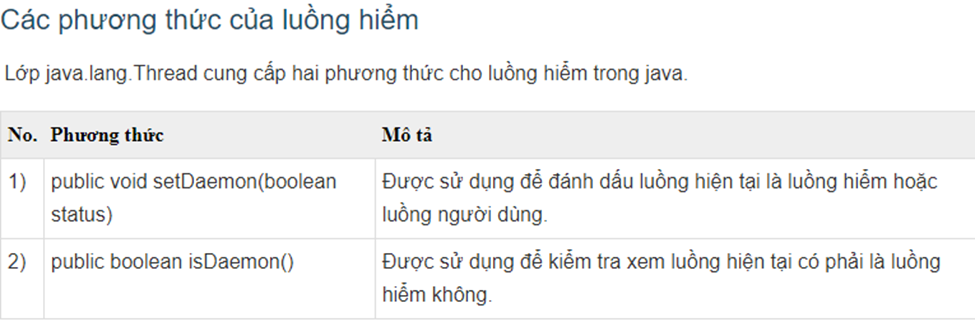 Các phương thức của luồng hiểm
Lớp java.lang.Thread cung cấp hai phương thức cho luồng hiểm trong java.
No. Phương thức Mô tả
1) public void setDaemon(boolean status) Được sử dụng để đánh dấu luồng hiện tại là luồng hiểm hoặc luồng người dùng.
2) public boolean isDaemon() Được sử dụng để kiểm tra xem luồng hiện tại có phải là luồng hiểm không.